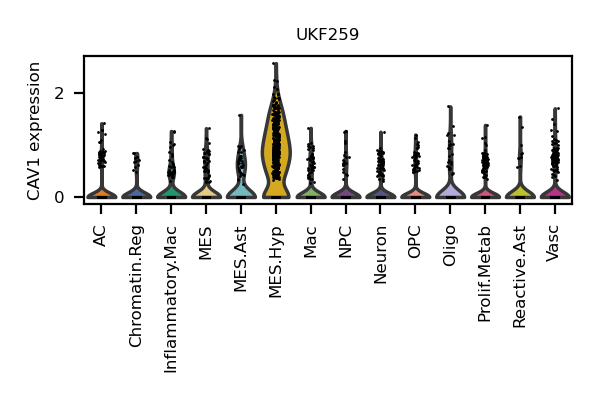 UKF259
CAV1 expression
2
0
AC
Chromatin.Reg
Inflammatory.Mac
MES
MES.Ast
MES.Hyp
Mac
NPC
Neuron
OPC
Oligo
Prolif.Metab
Reactive.Ast
Vasc